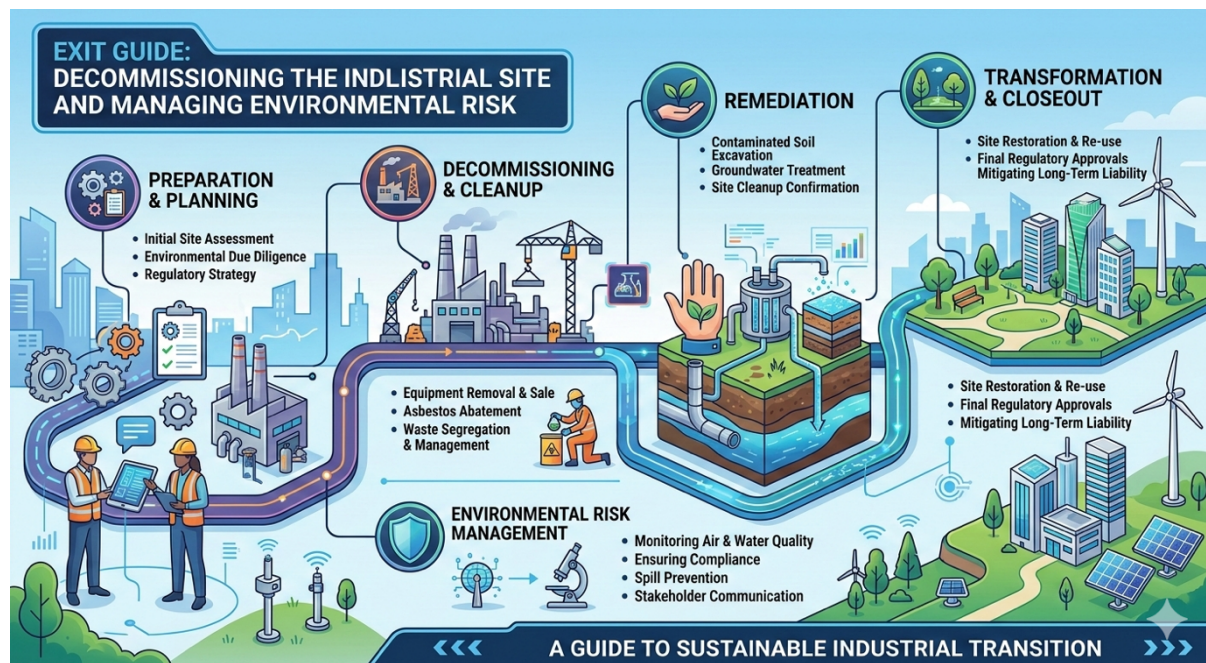 EXIT GUIDE:
DECOMMISSIONING THE INDLISTRIAL SITE
AND MANAGING ENVIRONMENTAL RISK
PREPARATION
& PLANNING
• Initial Site Assessment
• Environmental Due Diligence
• Regulatory Strategy
DECOMMISSIONING
& CLEANUP
• Equipment Removal & Sale
• Asbestos Abatement
• Waste Segregation
& Management
REMEDIATION
• Contaminated Soil
Excavation
• Groundwater Treatment
• Site Cleanup Confirmation
TRANSFORMATION
& CLOSEOUT
• Site Restoration & Re-use
• Final Regulatory Approvals
Mitigating Long-Term Liability
• Site Restoration & Re-use
• Final Regulatory Approvals
• Mitigating Long-Term Liability
ENVIRONMENTAL RISK
MANAGEMENT
• Monitoring Air & Water Quality
• Ensuring Compliance
• Spill Prevention
• Stakeholder Communication
A GUIDE TO SUSTAINABLE INDUSTRIAL TRANSITION